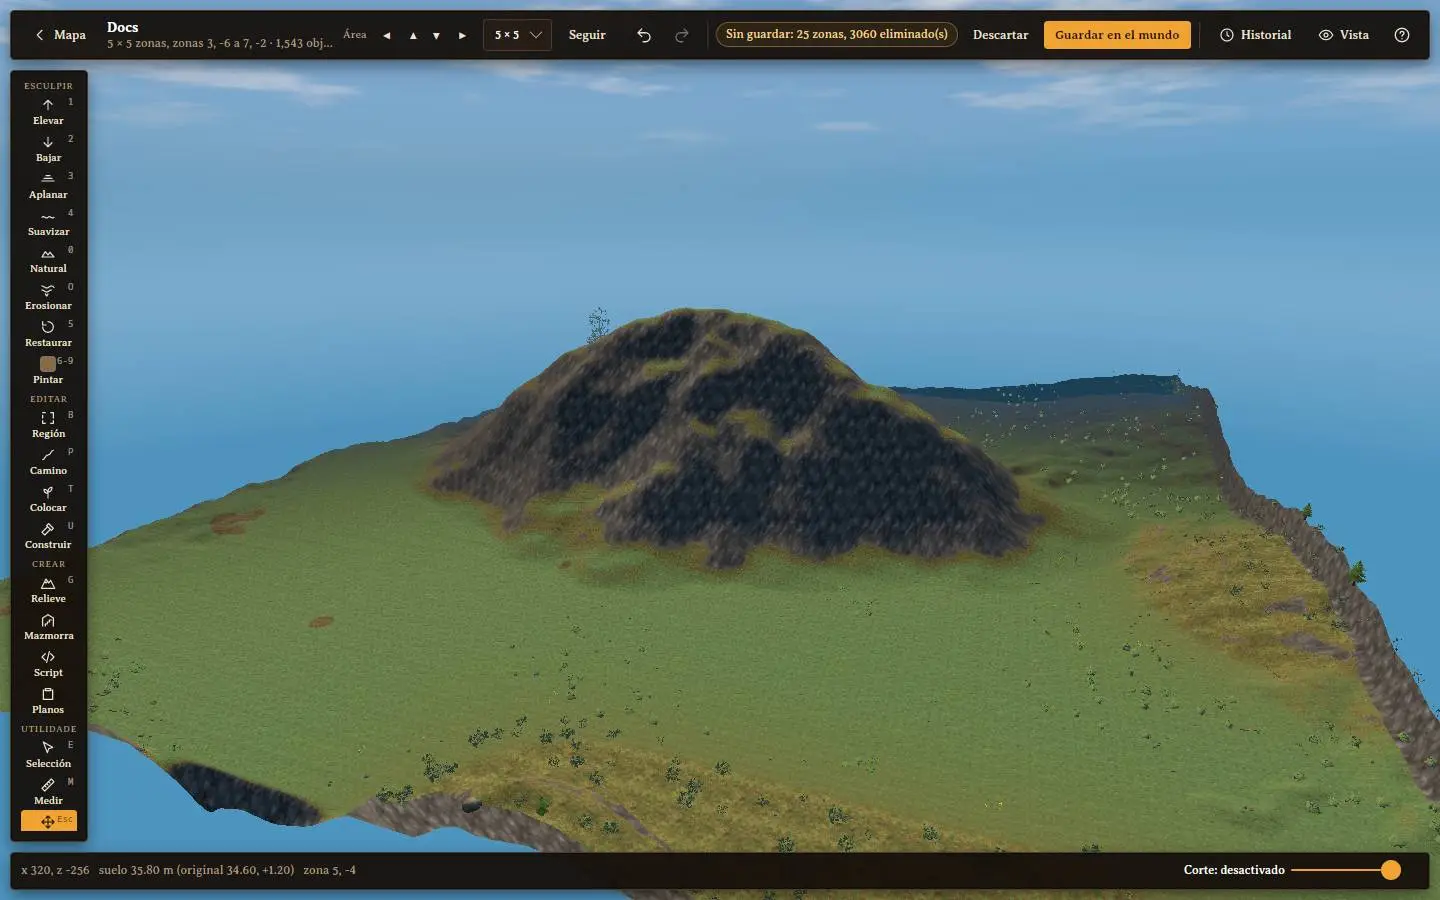 Mapa
Docs
5 × 5 zonas, zonas 3, -6 a 7, -2 · 1,543 obj...
Área
5 × 5
Seguir
Sin guardar: 25 zonas, 3060 eliminado(s)
Descartar
Guardar en el mundo
Historial
Vista
ESCULPIR
1
Elevar
2
Bajar
3
Aplanar
4
Suavizar
0
Natural
O
Erosionar
5
Restaurar
6-9
Pintar
EDITAR
B
Región
P
Camino
T
Colocar
U
Construir
CREAR
G
Relieve
Mazmorra
Script
Planos
UTILIDADE
E
Selección
M
Medir
Esc
x 320, z -256 suelo 35.80 m (original 34.60, +1.20) zona 5, -4
Corte: desactivado